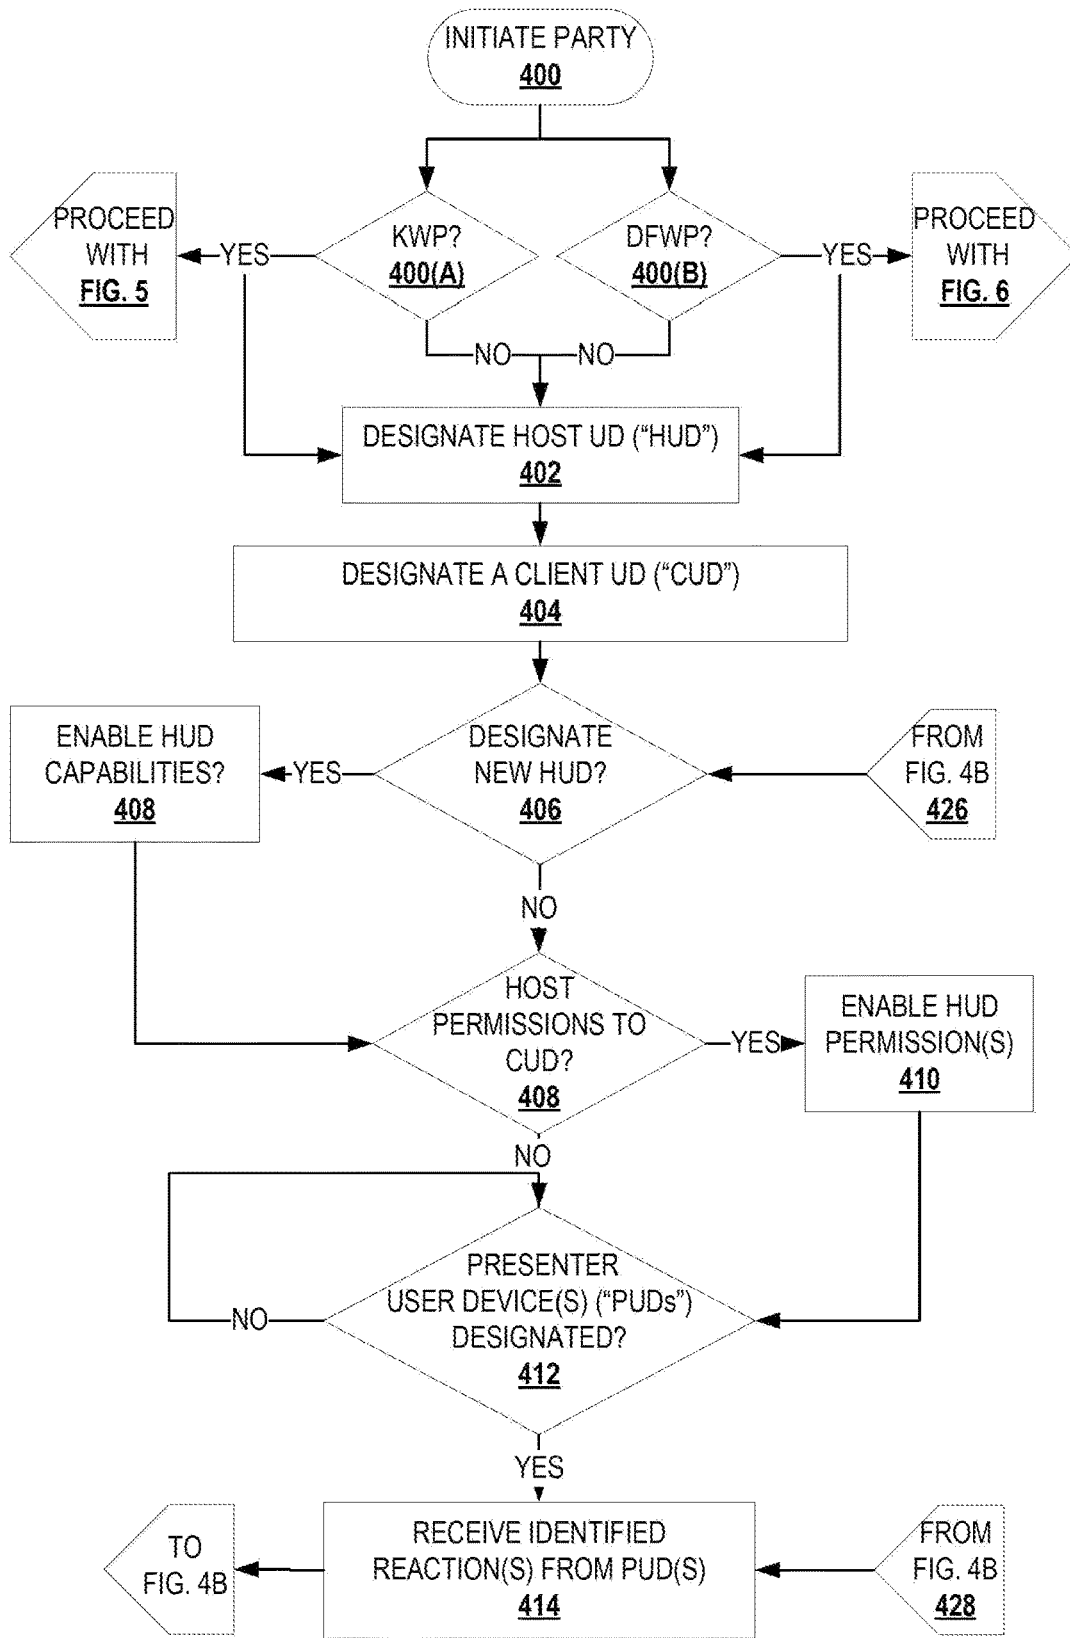 INITIATE PARTY
400
PROCEED
WITH
FIG. 5
YES
KWP?
400(A)
DFWP?
400(B)
YES
PROCEED
WITH
FIG. 6
NO
NO
DESIGNATE HOST UD (“HUD”)
402
DESIGNATE A CLIENT UD (“CUD”)
404
ENABLE HUD
CAPABILITIES?
408
YES
DESIGNATE
NEW HUD?
406
FROM
FIG. 4B
426
NO
HOST
PERMISSIONS TO
CUD?
408
YES
ENABLE HUD
PERMISSION(S)
410
NO
PRESENTER
USER DEVICE(S) (“PUDs”)
DESIGNATED?
412
NO
YES
TO
FIG. 4B
RECEIVE IDENTIFIED
REACTION(S) FROM PUD(S)
414
FROM
FIG. 4B
428